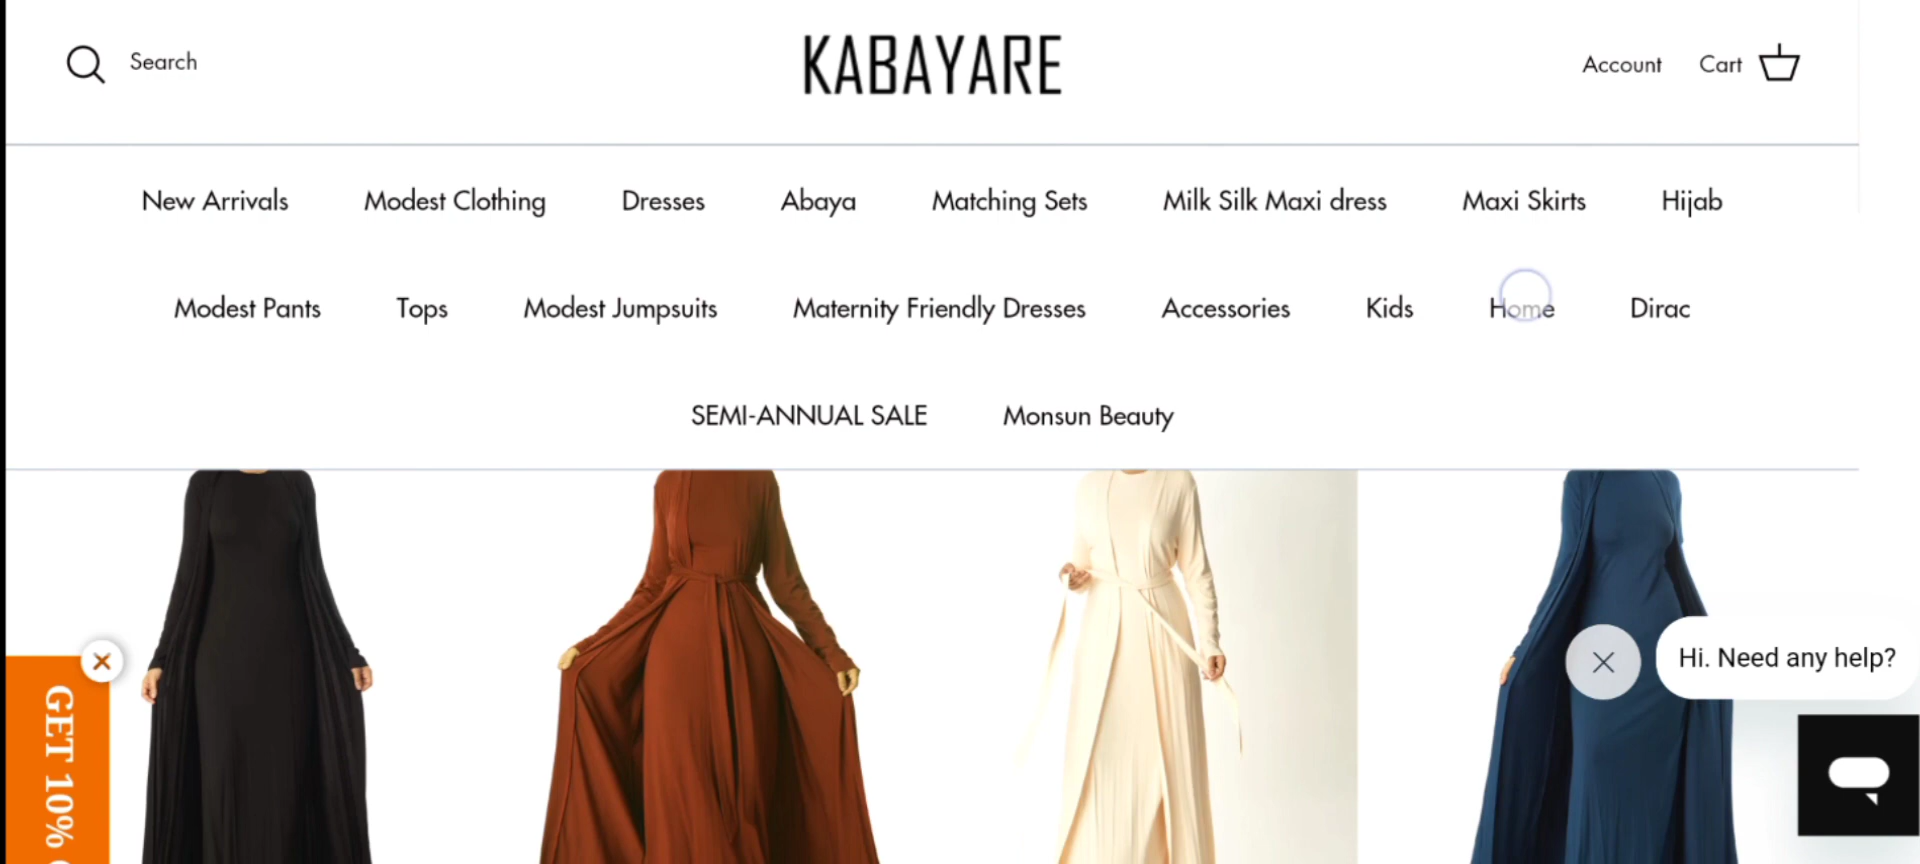 Search
KABAYARE
Account Cart
New Arrivals Modest Clothing Dresses Abaya Matching Sets Milk Silk Maxi dress Maxi Skirts Hijab
Modest Pants Tops Modest Jumpsuits Maternity Friendly Dresses Accessories Kids Home Dirac
SEMI-ANNUAL SALE Monsun Beauty
Hi. Need any help?
GET 10%